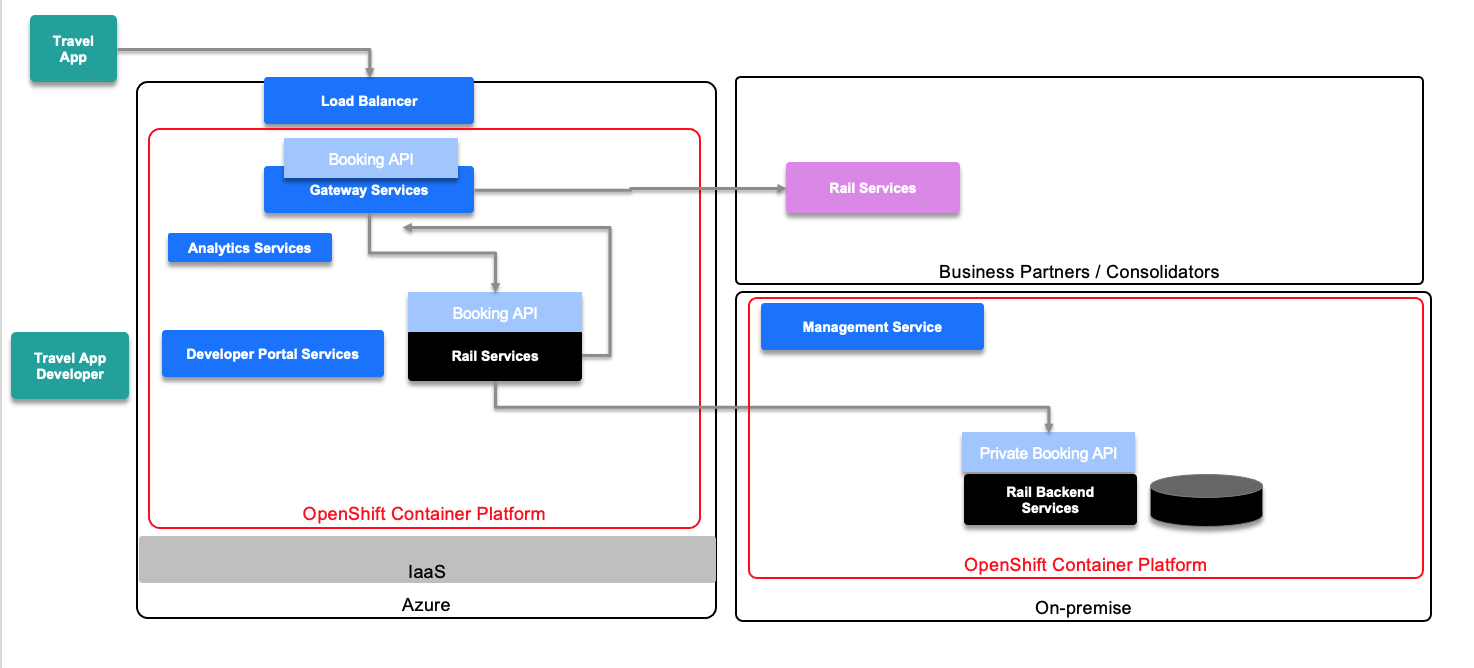 Travel
App
Load Balancer
Booking API
Gateway Services
Rail Services
Analytics Services
Business Partners / Consolidators
Booking API
Rail Services
Management Service
Developer Portal Services
Travel App
Developer
Private Booking API
Rail Backend
Services
OpenShift Container Platform
OpenShift Container Platform
IaaS
Azure
On-premise